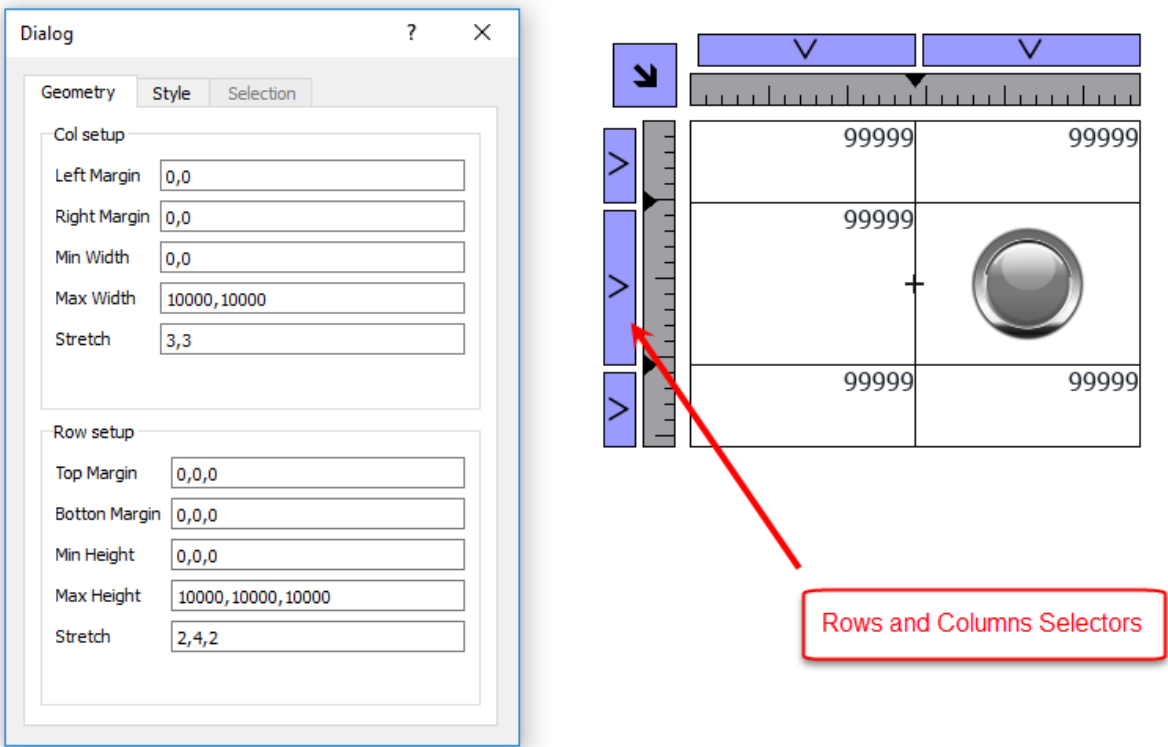 Dialog ?
Geometry Style Selection
Col setup
Left Margin 0,0
Right Margin 0,0
Min Width 0,0
Max Width 10000,10000
Stretch 3,3
Row setup
Top Margin 0,0,0
Botton Margin 0,0,0
Min Height 0,0,0
Max Height 10000,10000,10000
Stretch 2,4,2
99999 99999
99999
99999 99999
Rows and Columns Selectors